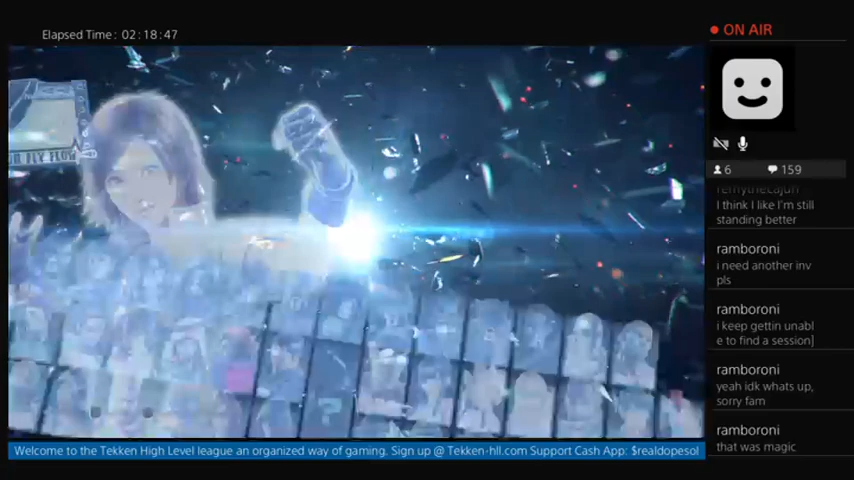 Elapsed Time: 02:18:47
ON AIR
6 159
remythecajun
I think I like I'm still
standing better
ramboroni
i need another inv
pls
ramboroni
i keep gettin unabl
e to find a session]
ramboroni
yeah idk whats up,
sorry fam
ramboroni
that was magic
FLY FLOW
?
Welcome to the Tekken High Level league an organized way of gaming. Sign up @ Tekken-hll.com Support Cash App: $realdopesol